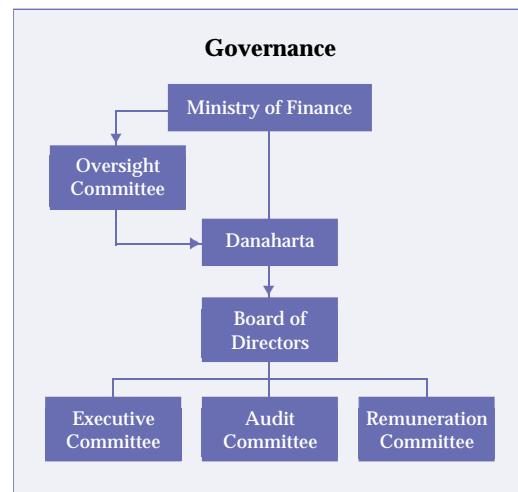 Governance
Ministry of Finance
Oversight
Committee
Danaharta
Board of
Directors
Executive
Committee
Audit
Committee
Remuneration
Committee